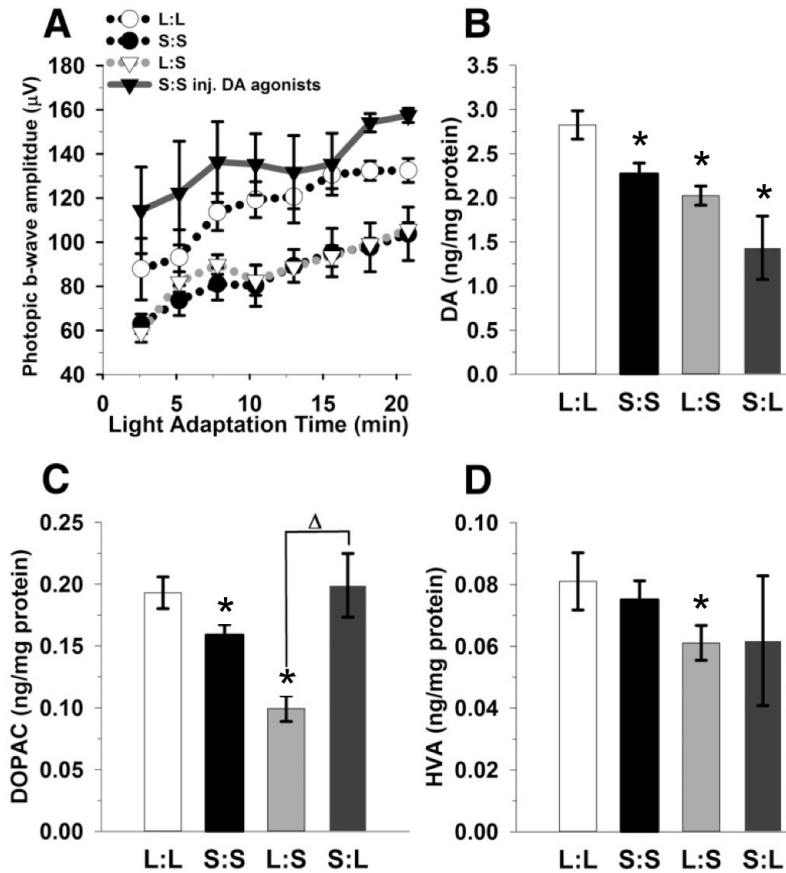 A
L:L
S:S
L:S
S:S inj. DA agonists
Photopic b-wave amplitdue (µV)
180
160
140
120
100
80
60
40
0
5
10
15
20
Light Adaptation Time (min)
B
DA (ng/mg protein)
3.5
3.0
2.5
2.0
1.5
1.0
0.5
0.0
*
*
*
L:L
S:S
L:S
S:L
C
DOPAC (ng/mg protein)
0.25
0.20
0.15
0.10
0.05
0.00
*
*
Δ
L:L
S:S
L:S
S:L
D
HVA (ng/mg protein)
0.10
0.08
0.06
0.04
0.02
0.00
*
L:L
S:S
L:S
S:L